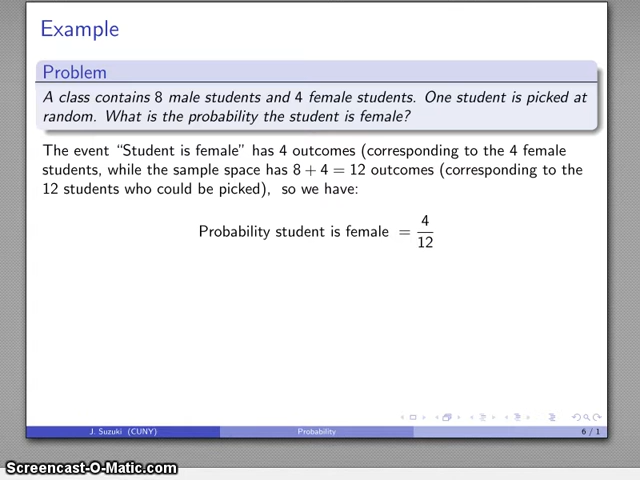 Example
Problem
A class contains 8 male students and 4 female students. One student is picked at
random. What is the probability the student is female?
The event “Student is female” has 4 outcomes (corresponding to the 4 female
students, while the sample space has 8 + 4 = 12 outcomes (corresponding to the
12 students who could be picked), so we have:
Probability student is female = 4/12
J. Suzuki (CUNY) Probability 6 / 1
Screencast-O-Matic.com